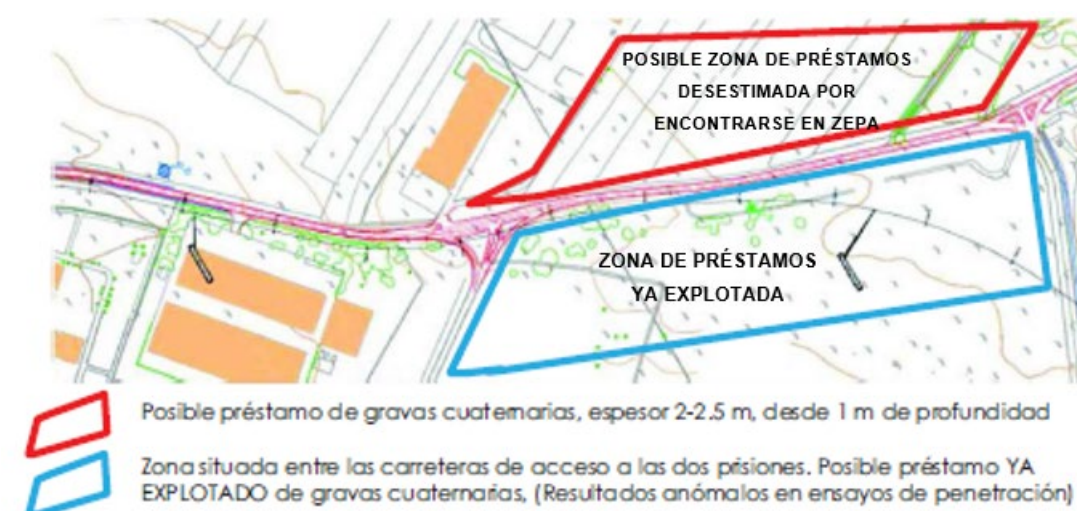 POSIBLE ZONA DE PRÉSTAMOS
DESESTIMADA POR
ENCONTRARSE EN ZEPA
ZONA DE PRÉSTAMOS
YA EXPLOTADA
Posible préstamo de gravas cuaternarias, espesor 2-2.5 m, desde 1 m de profundidad
Zona situada entre las carreteras de acceso a las dos prisiones. Posible préstamo YA
EXPLOTADO de gravas cuaternarias, (Resultados anómalos en ensayos de penetración)